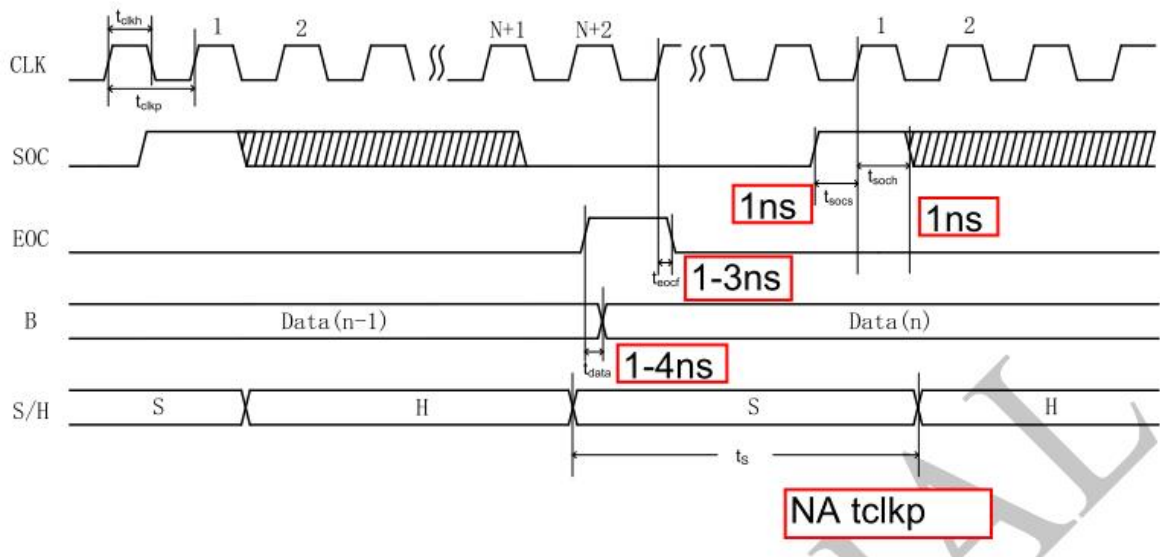 tclkh
1 2 N+1 N+2 1 2
CLK
tclkp
SOC
tsocs tsoch
1ns 1ns
EOC
teocf 1-3ns
B Data(n-1) Data(n)
tdata 1-4ns
S/H S H S H
ts
NA tclkp